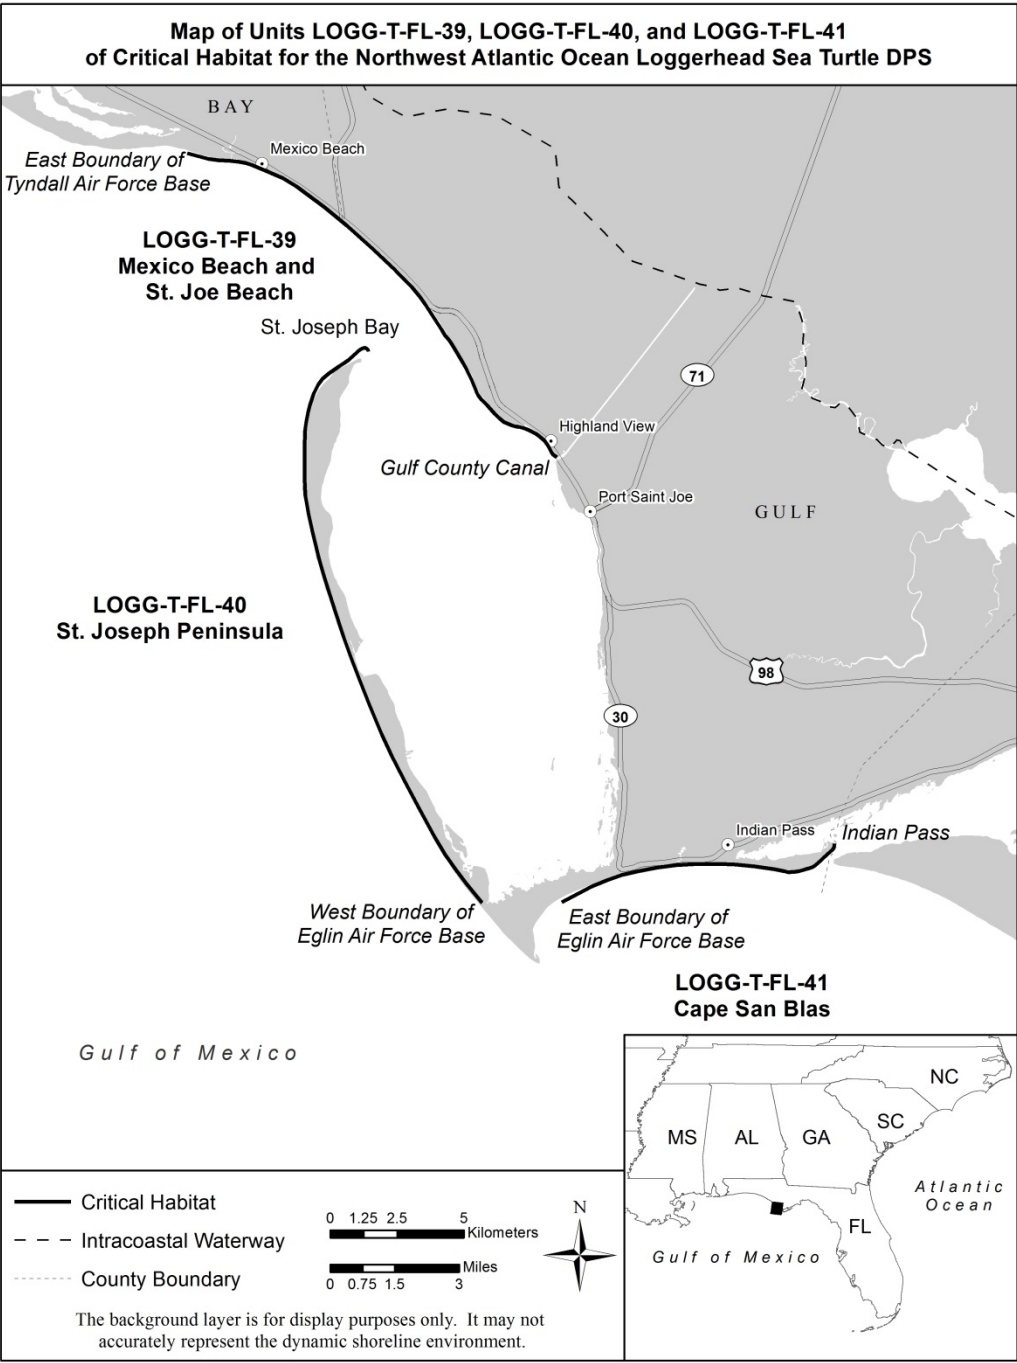 Map of Units LOGG-T-FL-39, LOGG-T-FL-40, and LOGG-T-FL-41
of Critical Habitat for the Northwest Atlantic Ocean Loggerhead Sea Turtle DPS
BAY
Mexico Beach
East Boundary of
Tyndall Air Force Base
LOGG-T-FL-39
Mexico Beach and
St. Joe Beach
St. Joseph Bay
71
Highland View
Gulf County Canal
Port Saint Joe
GULF
LOGG-T-FL-40
St. Joseph Peninsula
98
30
Indian Pass
Indian Pass
West Boundary of
Eglin Air Force Base
East Boundary of
Eglin Air Force Base
LOGG-T-FL-41
Cape San Blas
Gulf of Mexico
NC
SC
MS
AL
GA
Atlantic
Ocean
FL
Gulf of Mexico
Critical Habitat
Intracoastal Waterway
County Boundary
0 1.25 2.5 5
Kilometers
Miles
0 0.75 1.5 3
N
The background layer is for display purposes only. It may not
accurately represent the dynamic shoreline environment.